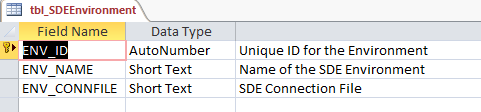 tbl_SDEEnvironment
Field Name Data Type
ENV_ID AutoNumber Unique ID for the Environment
ENV_NAME Short Text Name of the SDE Environment
ENV_CONNFILE Short Text SDE Connection File